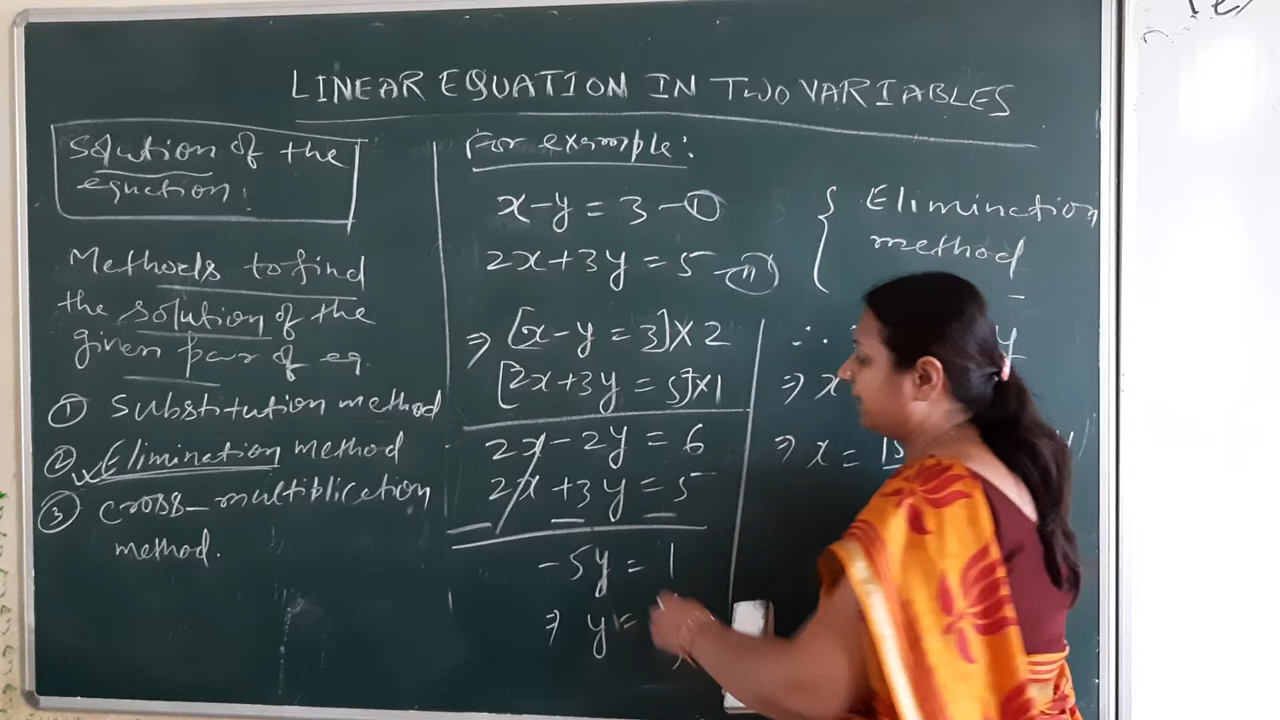 LINEAR EQUATION IN TWO VARIABLES
Solution of the
equation:
Methods to find
the solution of the
given pair of eq.
① Substitution method
② Elimination method
③ Cross-multiplication
method.
For example:
x-y = 3 - ①
2x+3y = 5 - ⑪
⇒ [x-y = 3]×2
[2x+3y = 5]×1
2x-2y = 6
2x+3y = 5
-5y = 1
⇒ y =
{ Elimination
method
∴
⇒ x
⇒ x = 15